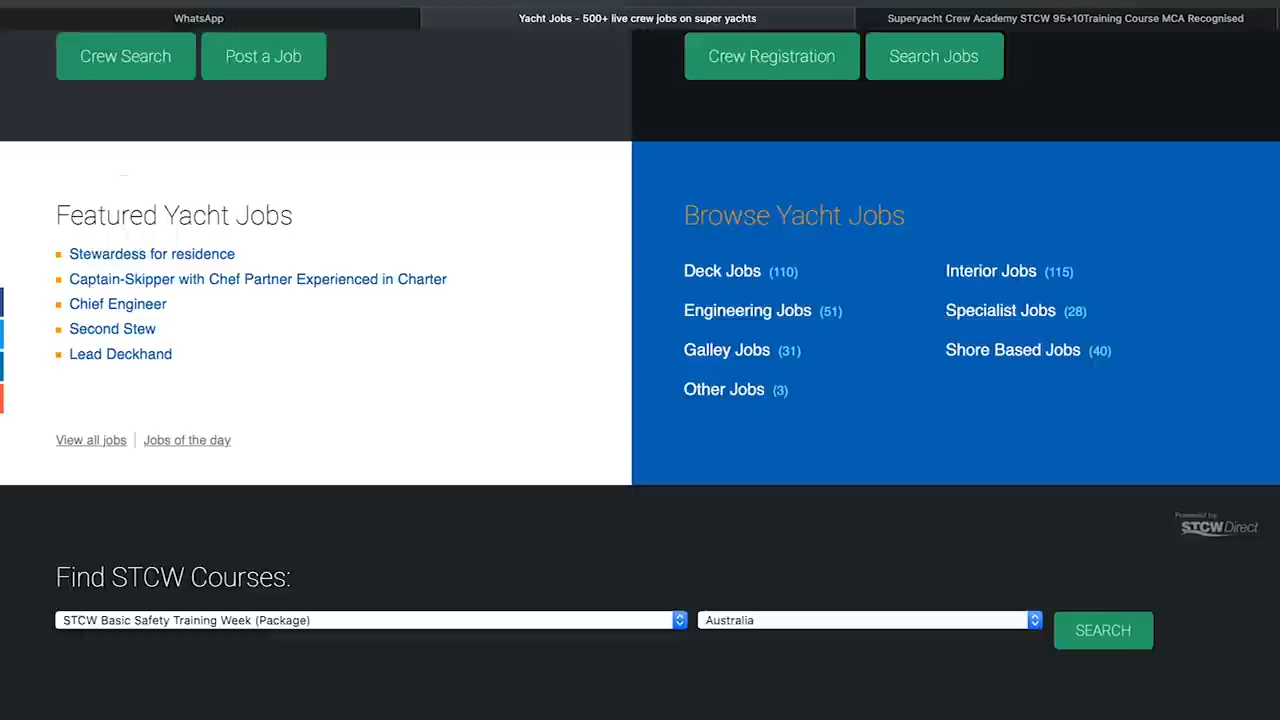 WhatsApp
Yacht Jobs - 500+ live crew jobs on super yachts
Superyacht Crew Academy STCW 95+10Training Course MCA Recognised
Crew Search
Post a Job
Crew Registration
Search Jobs
Featured Yacht Jobs
Stewardess for residence
Captain-Skipper with Chef Partner Experienced in Charter
Chief Engineer
Second Stew
Lead Deckhand
View all jobs
Jobs of the day
Browse Yacht Jobs
Deck Jobs (110)
Interior Jobs (115)
Engineering Jobs (51)
Specialist Jobs (28)
Galley Jobs (31)
Shore Based Jobs (40)
Other Jobs (3)
Powered by
STCWDirect
Find STCW Courses:
STCW Basic Safety Training Week (Package)
Australia
SEARCH